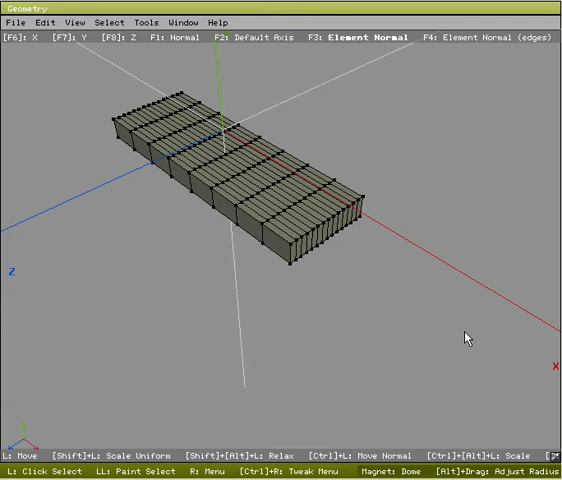 Geometry
File Edit View Select Tools Window Help
[F6]: X [F7]: Y [F8]: Z F1: Normal F2: Default Axis F3: Element Normal F4: Element Normal (edges)
Z
X
L: Move [Shift]+L: Scale Uniform [Shift]+[Alt]+L: Relax [Ctrl]+L: Move Normal [Ctrl]+[Alt]+L: Scale
L: Click Select LL: Paint Select R: Menu [Ctrl]+R: Tweak Menu Magnet: Dome [Alt]+Drag: Adjust Radius